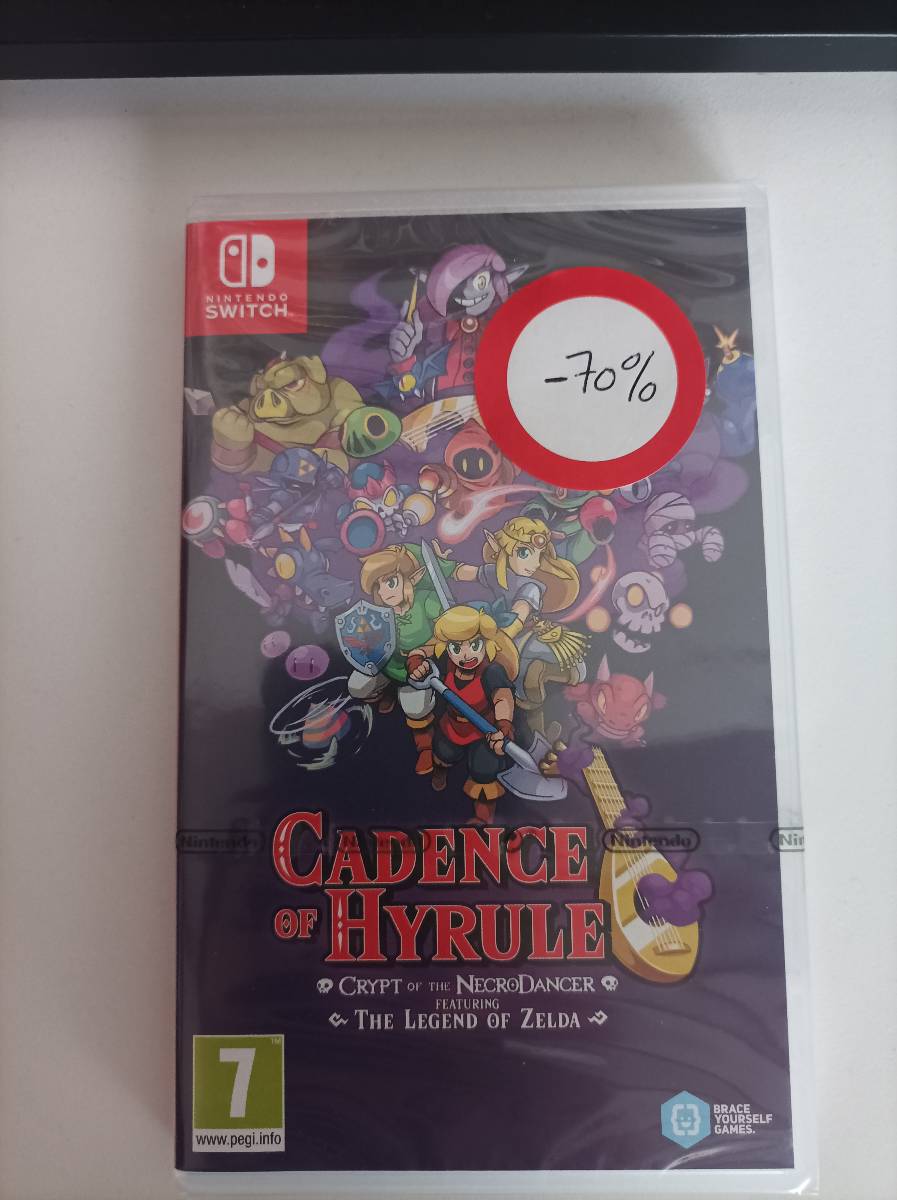 NINTENDO
SWITCH
-70%
Nintendo
Nintendo
CADENCE
OF HYRULE
CRYPT OF THE NECRODANCER
FEATURING
THE LEGEND OF ZELDA
7
TM
www.pegi.info
BRACE
YOURSELF
GAMES.